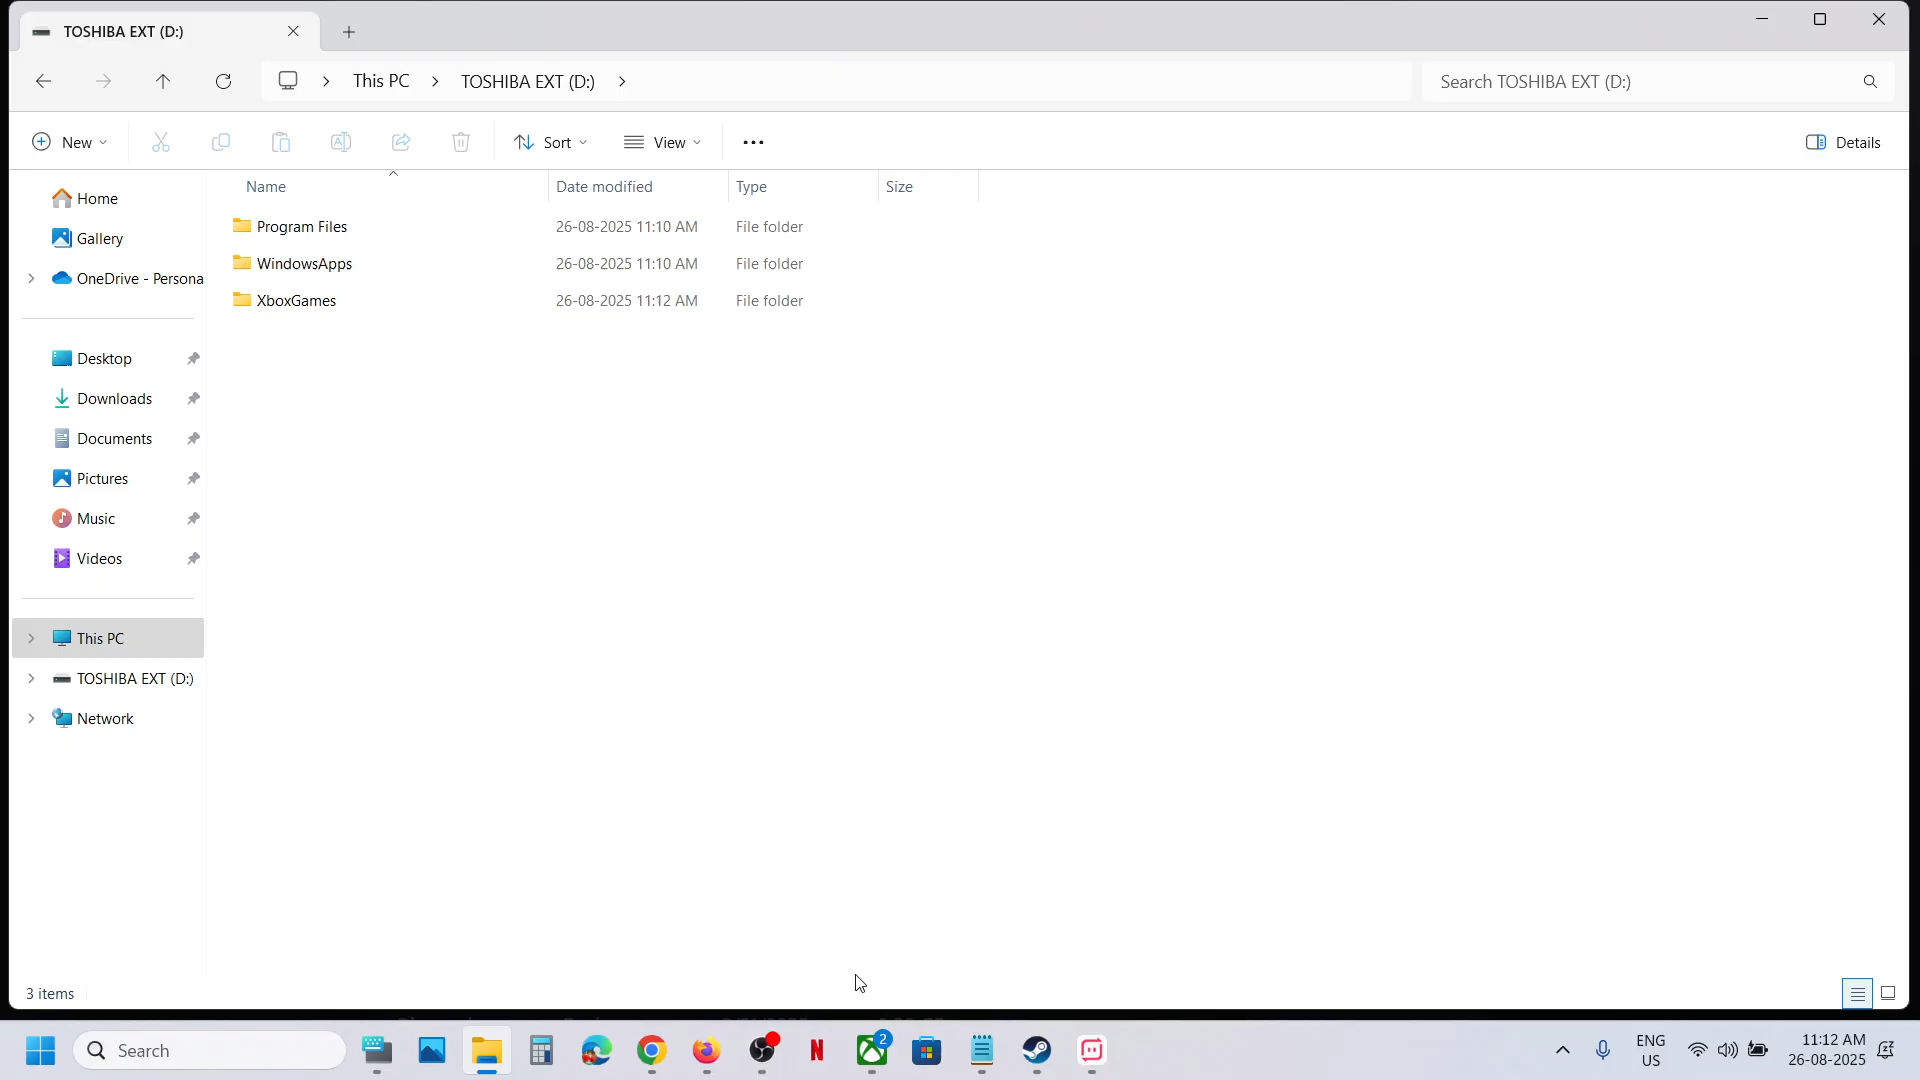 TOSHIBA EXT (D:)
This PC
TOSHIBA EXT (D:)
Search TOSHIBA EXT (D:)
New
Sort
View
Details
Name
Date modified
Type
Size
Program Files
26-08-2025 11:10 AM
File folder
WindowsApps
26-08-2025 11:10 AM
File folder
XboxGames
26-08-2025 11:12 AM
File folder
Home
Gallery
OneDrive - Persona
Desktop
Downloads
Documents
Pictures
Music
Videos
This PC
TOSHIBA EXT (D:)
Network
3 items
Search
2
ENG
US
11:12 AM
26-08-2025